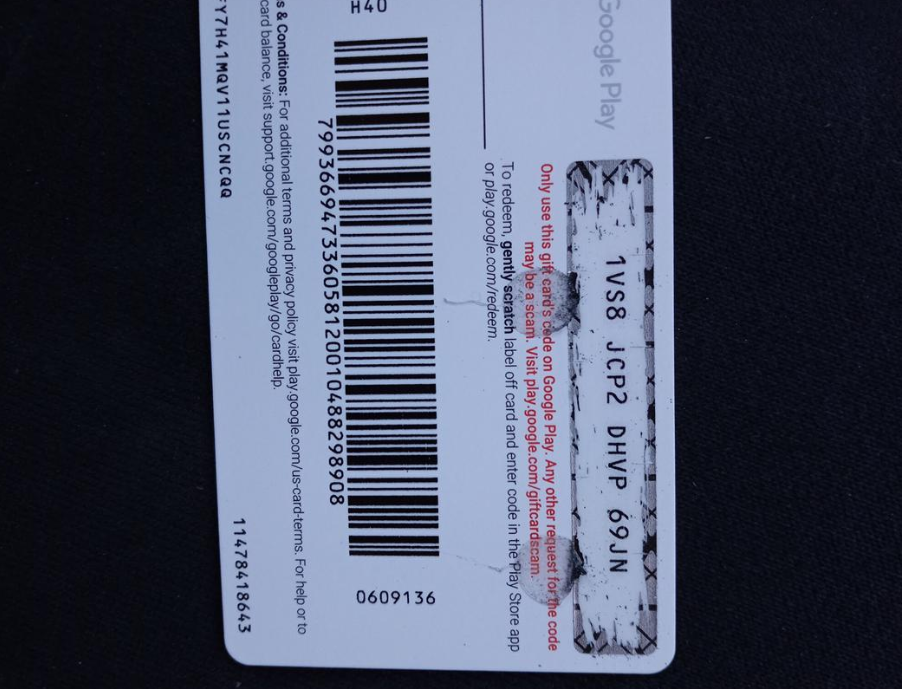 Google Play
1VS8 JCP2 DHVP 69JN
Only use this gift card's code on Google Play. Any other request for the code
may be a scam. Visit play.google.com/giftcardscam.
To redeem, gently scratch label off card and enter code in the Play Store app
or play.google.com/redeem.
H40
799366947336058120010488298908
0609136
s & Conditions: For additional terms and privacy policy visit play.google.com/us-card-terms. For help or to
card balance, visit support.google.com/googleplay/go/cardhelp.
Y7H41MQV11USCNCQQ
11478418643